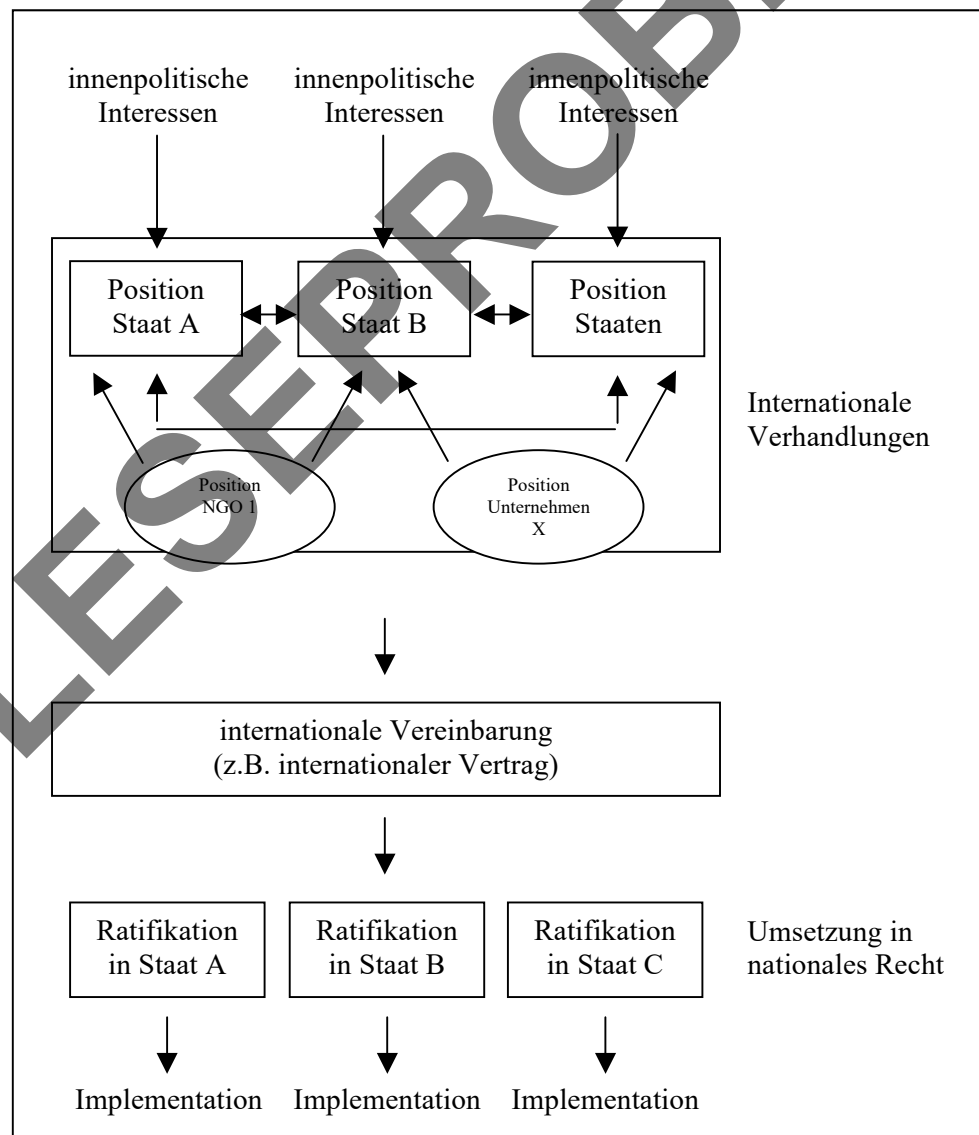 innenpolitische
Interessen
innenpolitische
Interessen
innenpolitische
Interessen
Position
Staat A
Position
Staat B
Position
Staaten
Internationale
Verhandlungen
Position
NGO 1
Position
Unternehmen
X
internationale Vereinbarung
(z.B. internationaler Vertrag)
Ratifikation
in Staat A
Ratifikation
in Staat B
Ratifikation
in Staat C
Umsetzung in
nationales Recht
Implementation
Implementation
Implementation
LESEPROBE